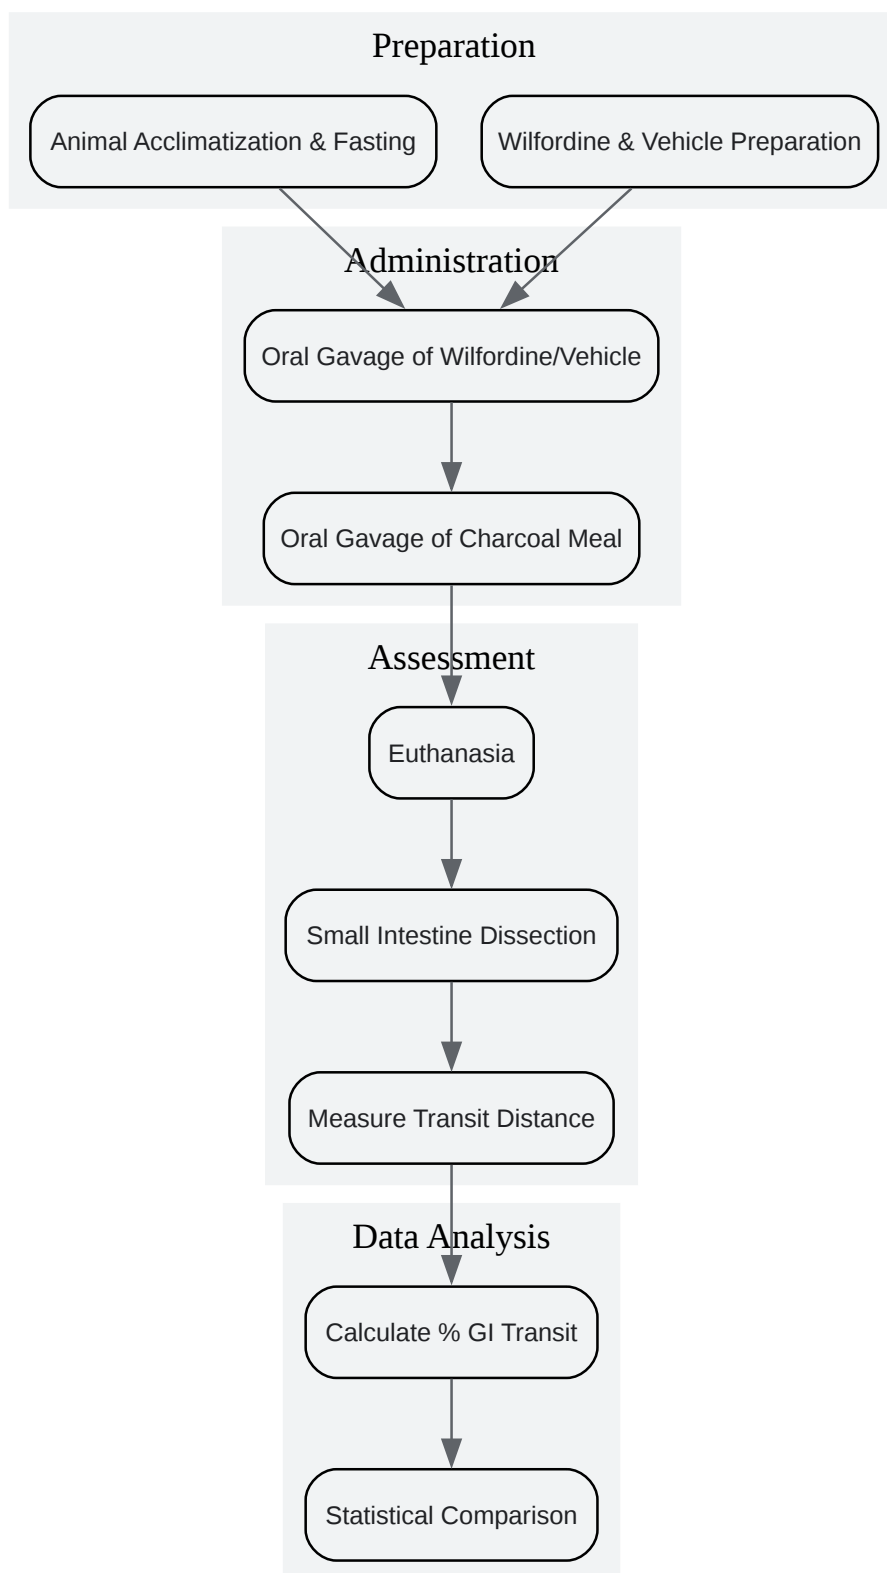 Preparation
Animal Acclimatization & Fasting
Wilfordine & Vehicle Preparation
Administration
Oral Gavage of Wilfordine/Vehicle
Oral Gavage of Charcoal Meal
Assessment
Euthanasia
Small Intestine Dissection
Measure Transit Distance
Data Analysis
Calculate % GI Transit
Statistical Comparison